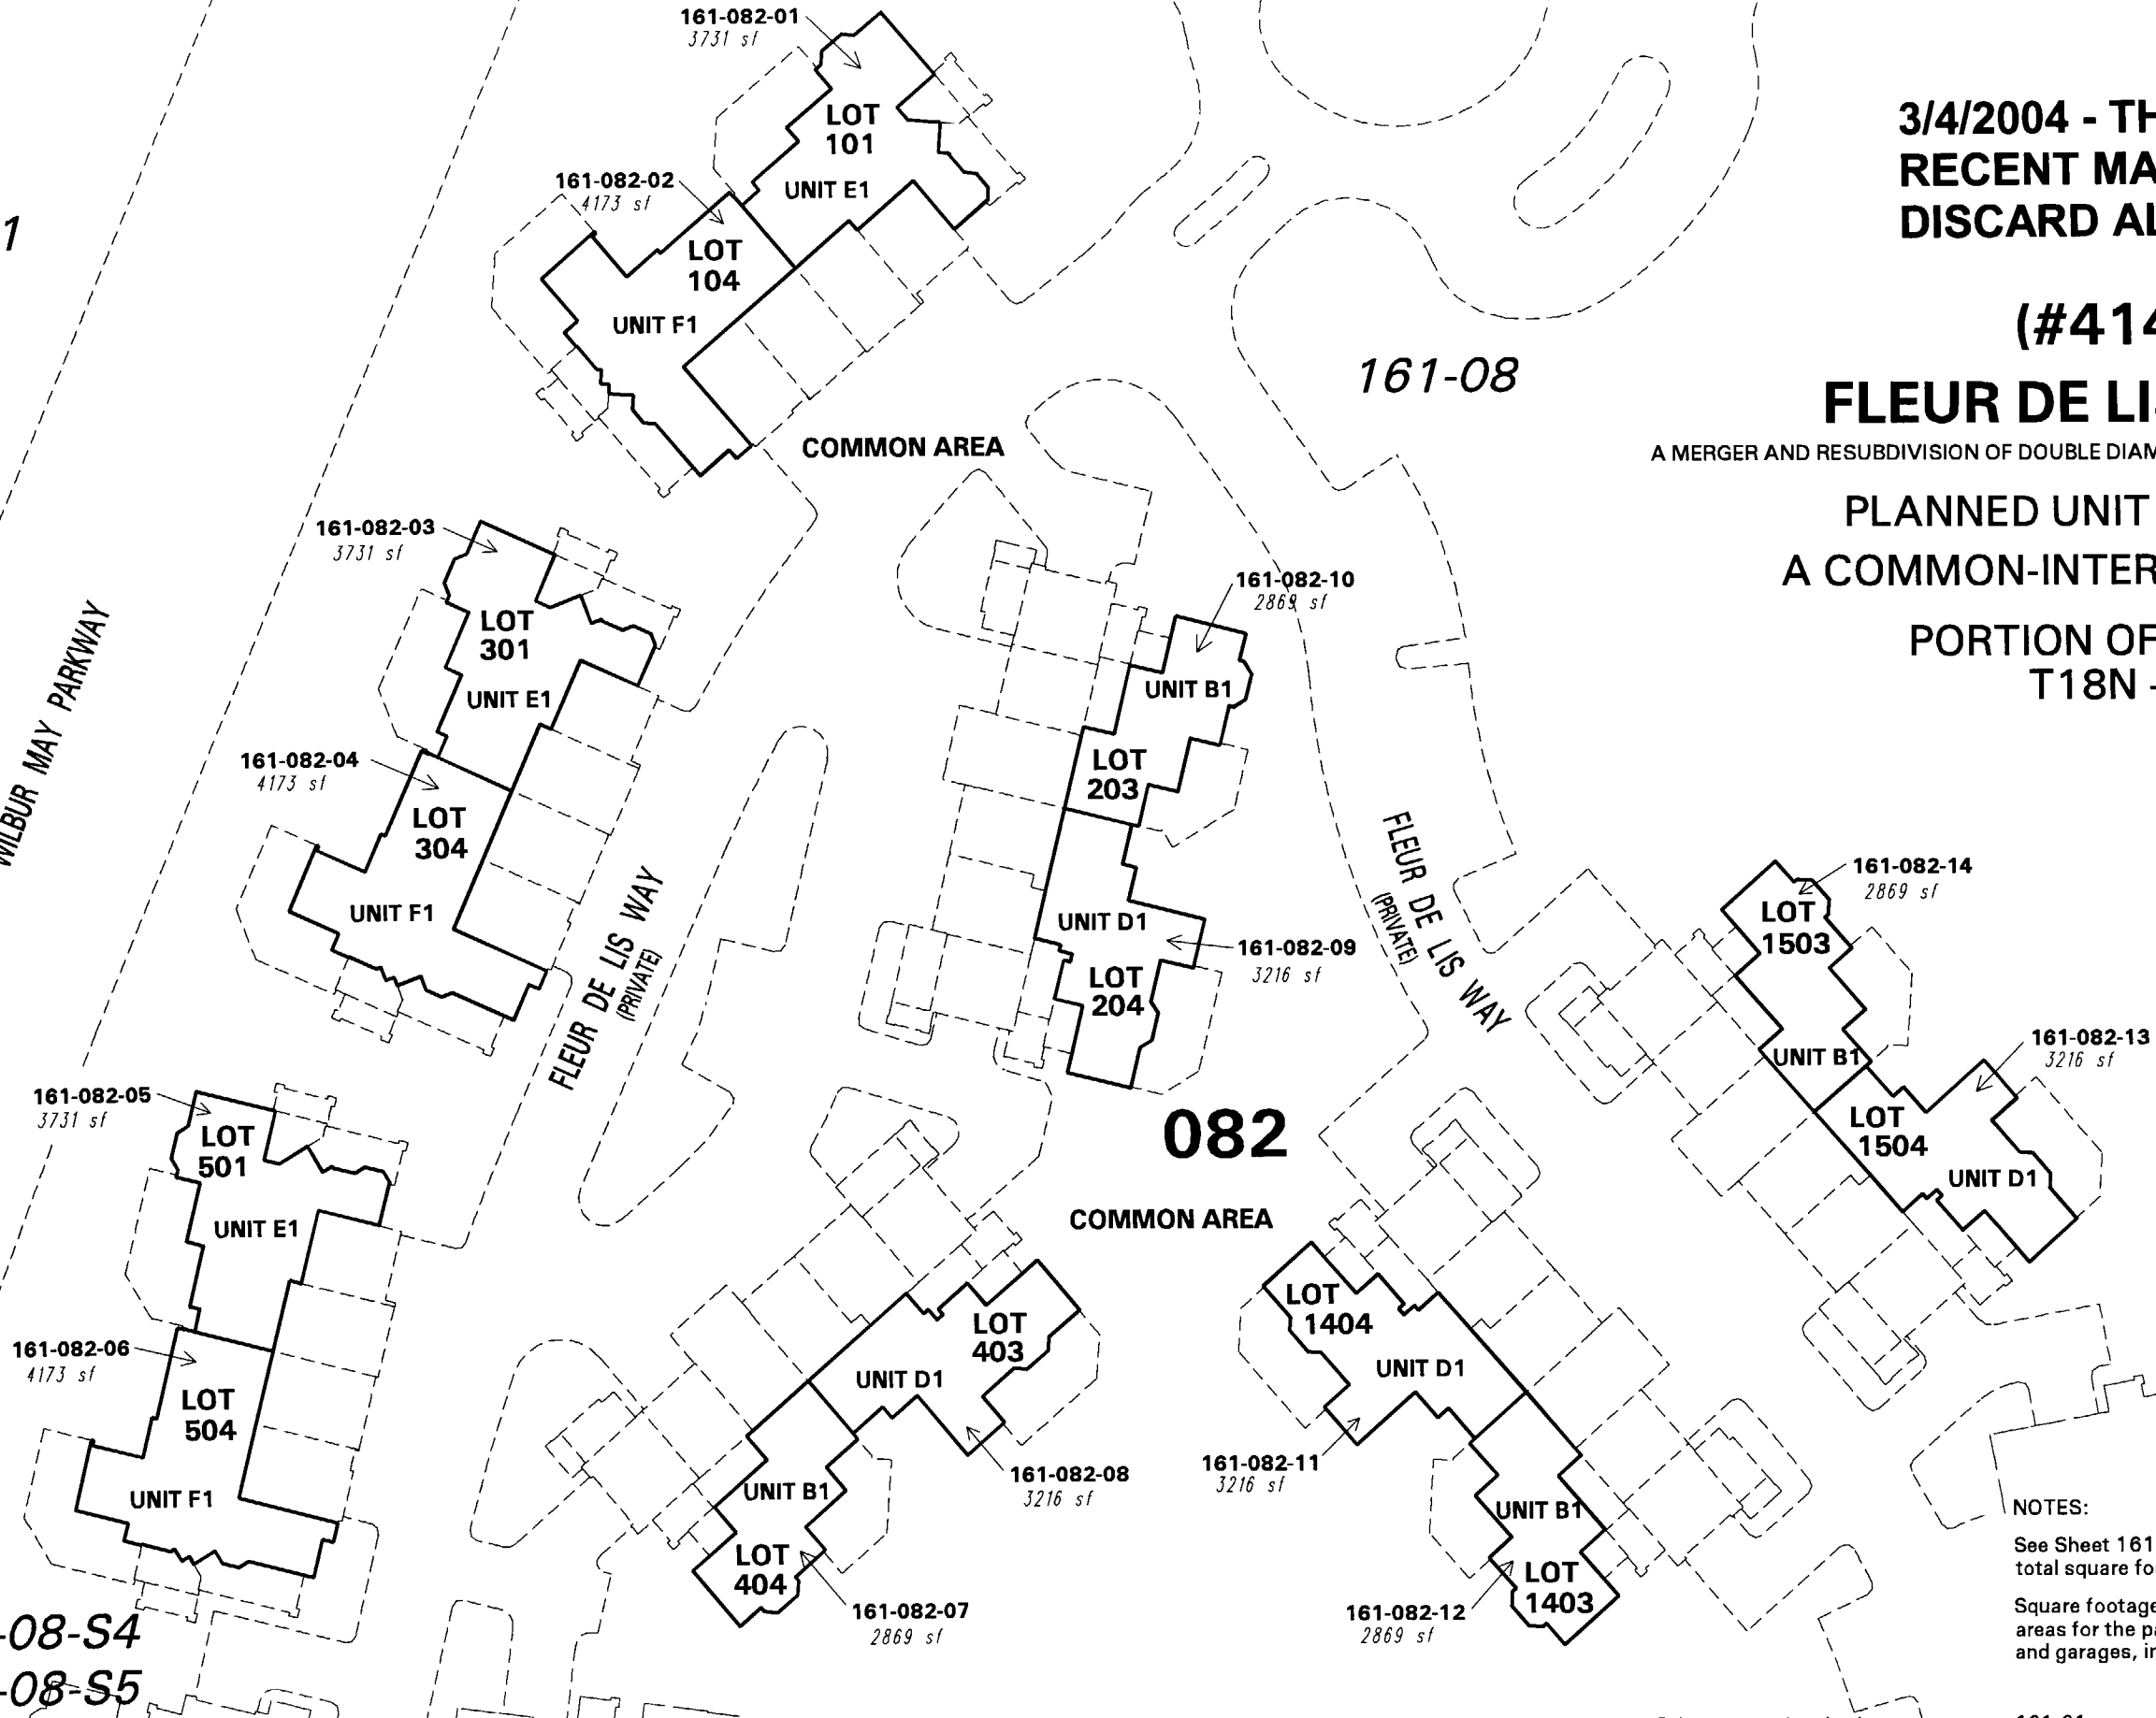 161-082-01
3731 sf
LOT
101
UNIT E1
161-082-02
4173 sf
LOT
104
UNIT F1
1
3/4/2004 - TH
RECENT MA
DISCARD AL
(#414
FLEUR DE LIS
A MERGER AND RESUBDIVISION OF DOUBLE DIAM
PLANNED UNIT
A COMMON-INTER
PORTION OF
T18N -
161-08
COMMON AREA
161-082-03
3731 sf
LOT
301
UNIT E1
161-082-04
4173 sf
LOT
304
UNIT F1
WILBUR MAY PARKWAY
FLEUR DE LIS WAY
(PRIVATE)
161-082-10
2869 sf
UNIT B1
LOT
203
UNIT D1
161-082-09
3216 sf
LOT
204
FLEUR DE LIS WAY
(PRIVATE)
161-082-14
2869 sf
LOT
1503
UNIT B1
161-082-13
3216 sf
LOT
1504
UNIT D1
161-082-05
3731 sf
LOT
501
UNIT E1
161-082-06
4173 sf
LOT
504
UNIT F1
082
COMMON AREA
LOT
403
UNIT D1
161-082-08
3216 sf
UNIT B1
LOT
404
161-082-07
2869 sf
LOT
1404
UNIT D1
161-082-11
3216 sf
UNIT B1
LOT
1403
161-082-12
2869 sf
-08-S4
-08-S5
NOTES:
See Sheet 161
total square fo
Square footage
areas for the pa
and garages, in